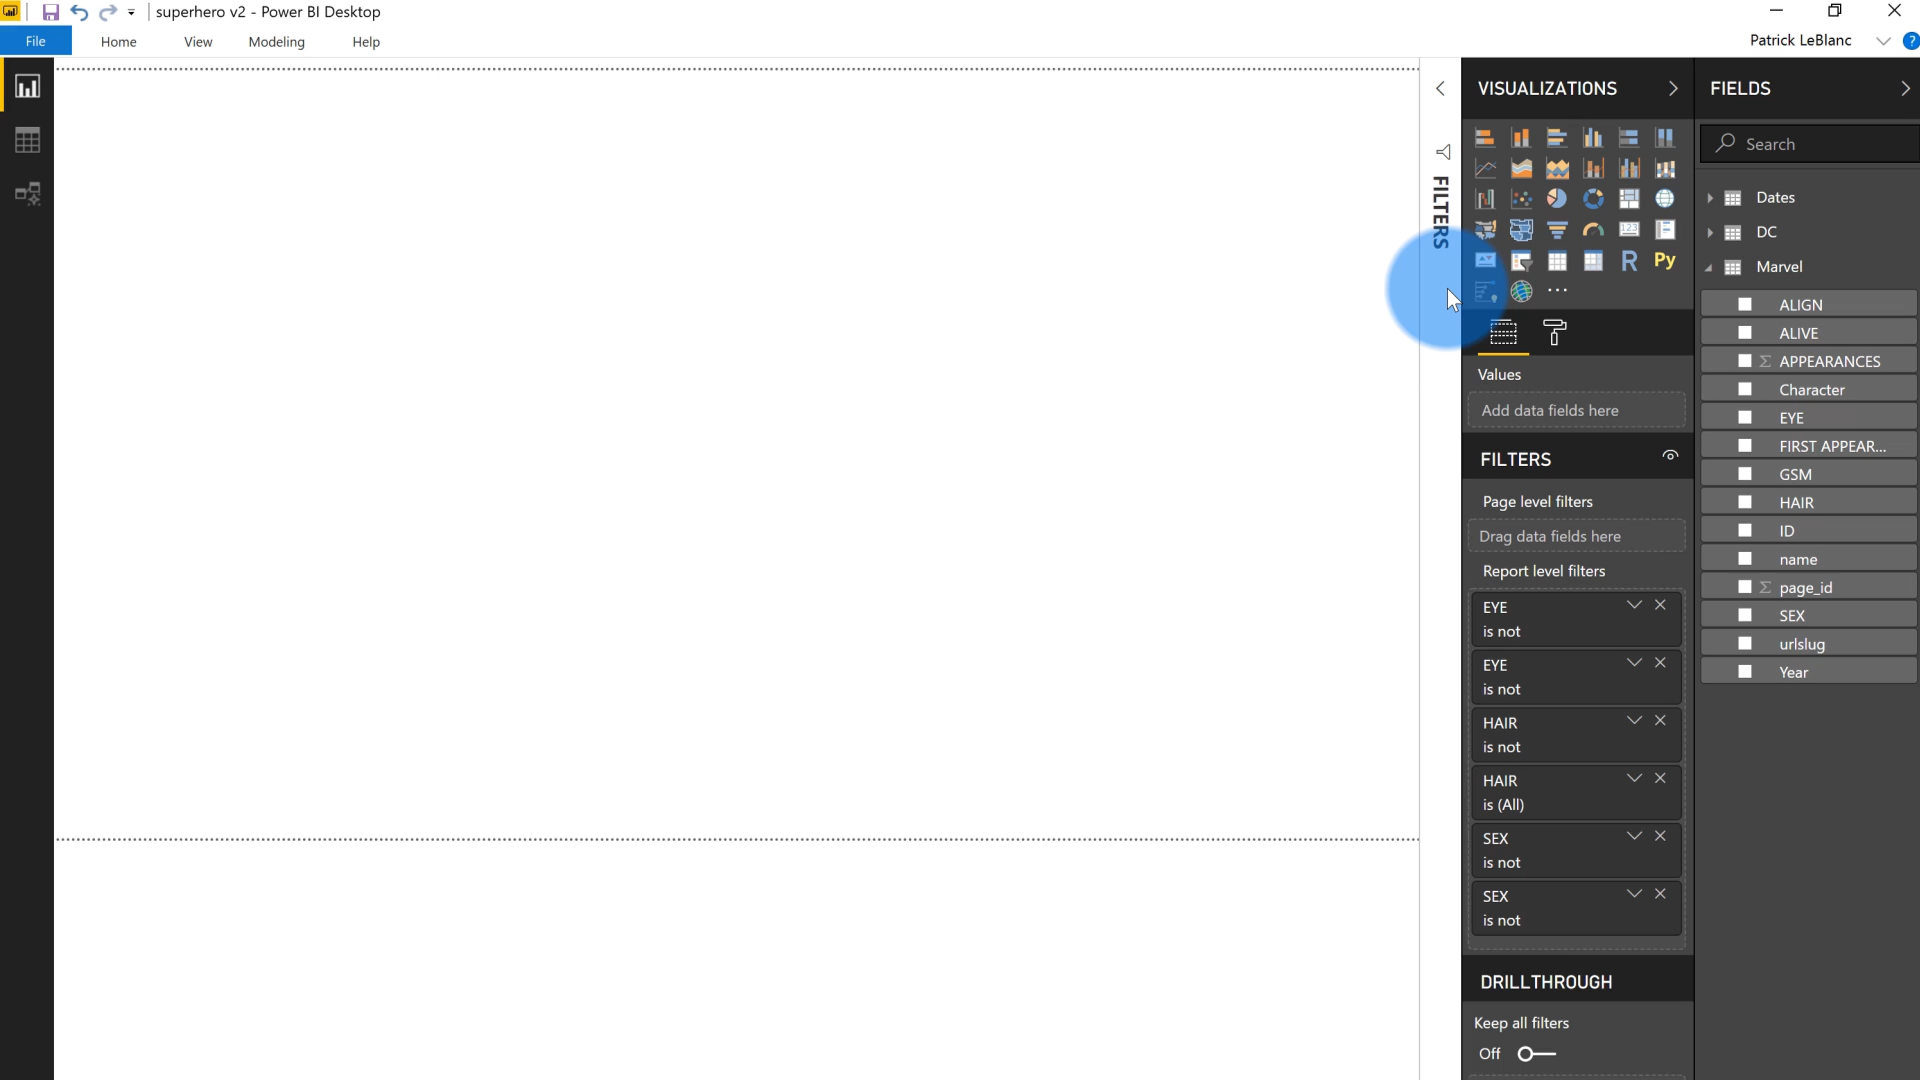 superhero v2 - Power BI Desktop
File Home View Modeling Help
Patrick LeBlanc
?
FILTERS
VISUALIZATIONS
123
R
Py
Values
Add data fields here
FILTERS
Page level filters
Drag data fields here
Report level filters
EYE
is not
EYE
is not
HAIR
is not
HAIR
is (All)
SEX
is not
SEX
is not
DRILLTHROUGH
Keep all filters
Off
FIELDS
Search
Dates
DC
Marvel
ALIGN
ALIVE
Σ APPEARANCES
Character
EYE
FIRST APPEAR...
GSM
HAIR
ID
name
Σ page_id
SEX
urlslug
Year